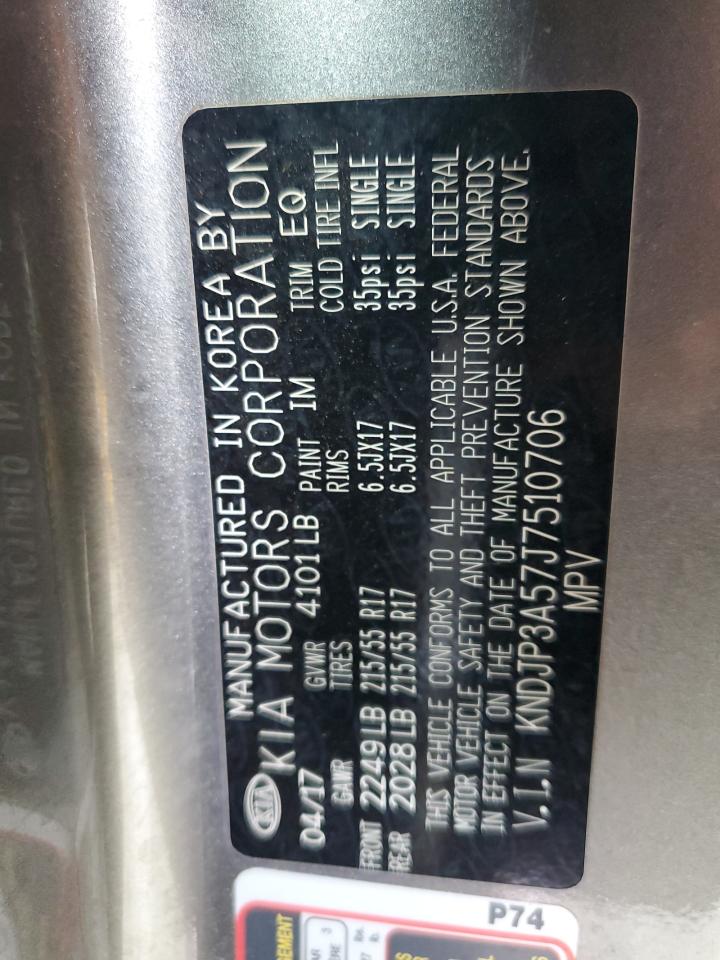 MANUFACTURED IN KOREA BY
KIA KIA MOTORS CORPORATION
04/17 GVWR 4101LB PAINT IM TRIM EQ
GAWR TIRES RIMS COLD TIRE INFL
FRONT 2249LB 215/55 R17 6.5JX17 35psi SINGLE
REAR 2028LB 215/55 R17 6.5JX17 35psi SINGLE
THIS VEHICLE CONFORMS TO ALL APPLICABLE U.S.A. FEDERAL
MOTOR VEHICLE SAFETY AND THEFT PREVENTION STANDARDS
IN EFFECT ON THE DATE OF MANUFACTURE SHOWN ABOVE.
V.I.N KNDJP3A57J7510706
MPV
P74